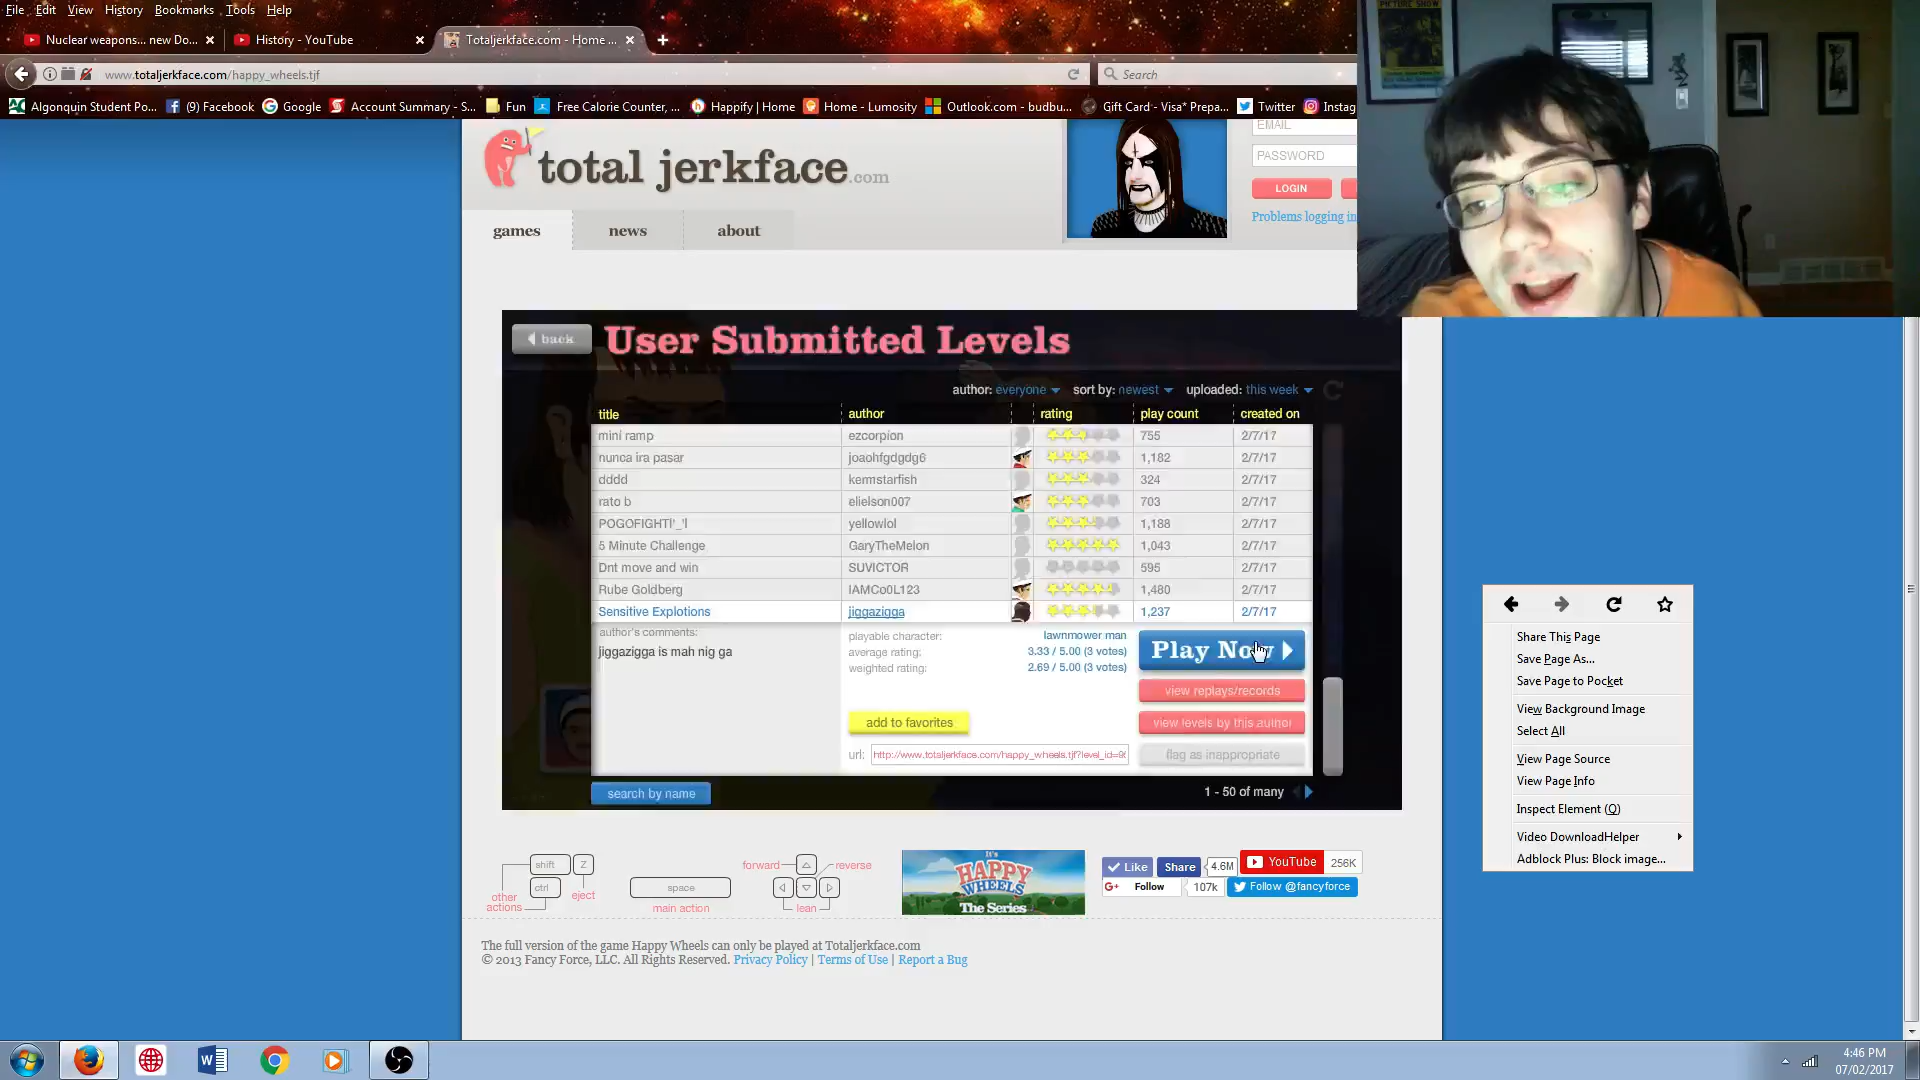 File Edit View History Bookmarks Tools Help
Nuclear weapons... new Do... × History - YouTube × Totaljerkface.com - Home ... × +
www.totaljerkface.com/happy_wheels.tjf Search
Algonquin Student Po... (9) Facebook Google Account Summary - S... Fun Free Calorie Counter, ... Happify | Home Home - Lumosity Outlook.com - budbu... Gift Card - Visa* Prepa... Twitter Instag
total jerkface.com
EMAIL
PASSWORD
LOGIN
Problems logging in
games news about
back User Submitted Levels
author: everyone sort by: newest uploaded: this week
title author rating play count created on
mini ramp ezcorpion 755 2/7/17
nunca ira pasar joaohfgdgdg6 1,182 2/7/17
dddd kermstarfish 324 2/7/17
rato b elielson007 703 2/7/17
POGOFIGHT!'_'! yellowlol 1,188 2/7/17
5 Minute Challenge GaryTheMelon 1,043 2/7/17
Dnt move and win SUVICTOR 595 2/7/17
Rube Goldberg IAMCo0L123 1,480 2/7/17
Sensitive Explotions jiggazigga 1,237 2/7/17
author's comments:
jiggazigga is mah nig ga
playable character: lawnmower man
average rating: 3.33 / 5.00 (3 votes)
weighted rating: 2.69 / 5.00 (3 votes)
Play Now
view replays/records
add to favorites view levels by this author
url: http://www.totaljerkface.com/happy_wheels.tjf?level_id=9 flag as inappropriate
search by name 1 - 50 of many
Share This Page
Save Page As...
Save Page to Pocket
View Background Image
Select All
View Page Source
View Page Info
Inspect Element (Q)
Video DownloadHelper
Adblock Plus: Block image...
shift Z
ctrl
other actions
eject
space
main action
forward reverse
lean
It's HAPPY WHEELS The Series
Like Share 4.6M YouTube 256K
Follow 107k Follow @fancyforce
The full version of the game Happy Wheels can only be played at Totaljerkface.com
© 2013 Fancy Force, LLC. All Rights Reserved. Privacy Policy | Terms of Use | Report a Bug
4:46 PM
07/02/2017